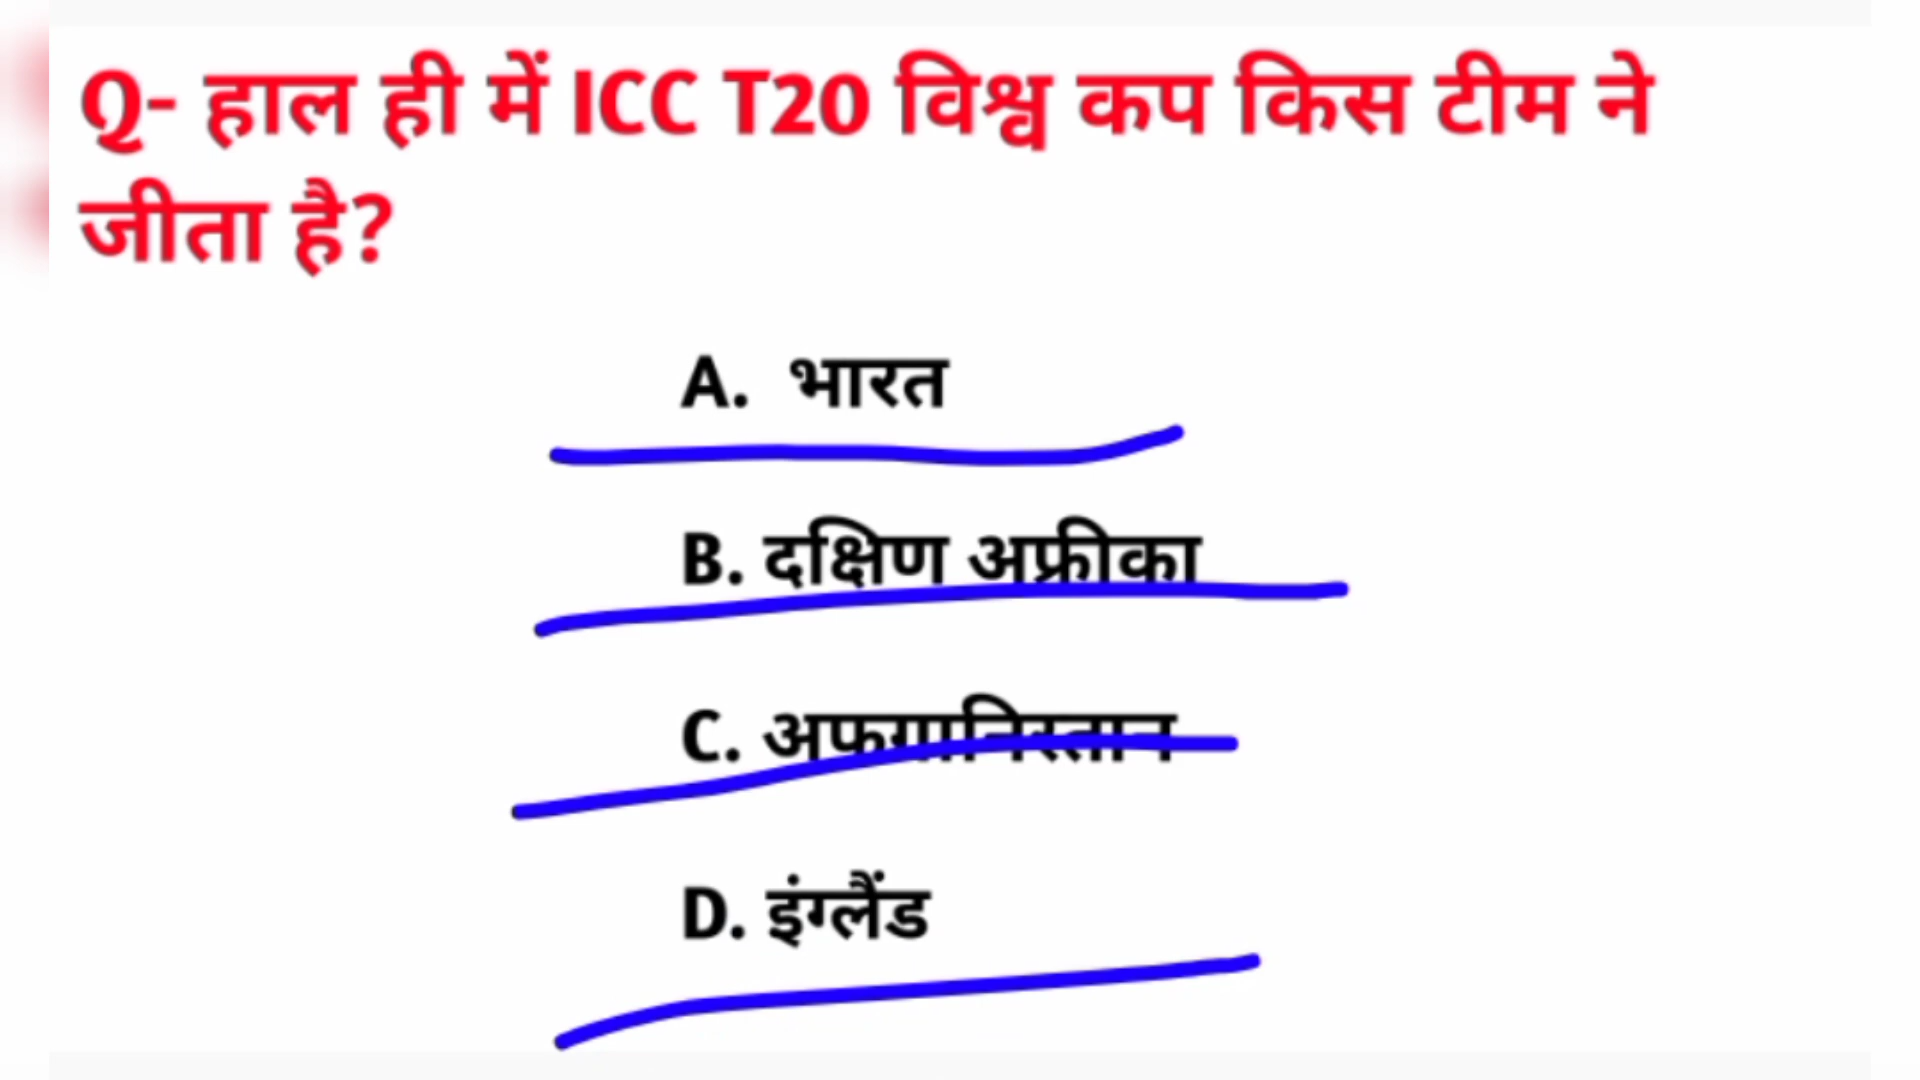 Q- हाल ही में ICC T20 विश्व कप किस टीम ने
जीता है?
A. भारत
B. दक्षिण अफ्रीका
C. अफगानिस्तान
D. इंग्लैंड